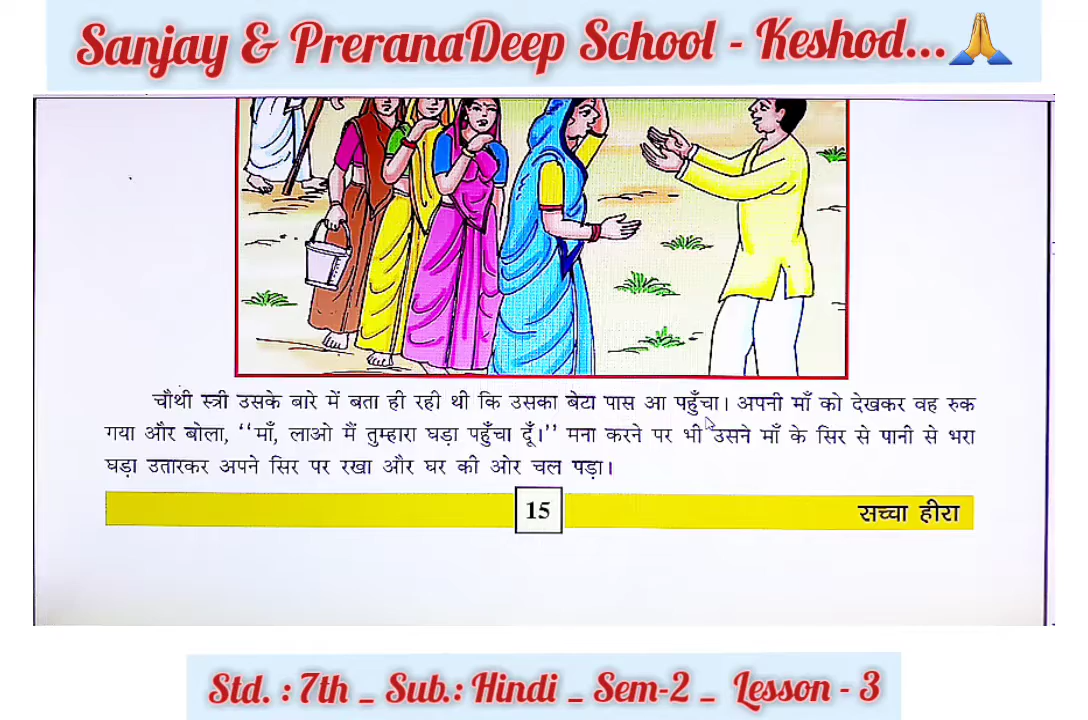 Sanjay & PreranaDeep School - Keshod...🙏
चौथी स्त्री उसके बारे में बता ही रही थी कि उसका बेटा पास आ पहुँचा। अपनी माँ को देखकर वह रुक
गया और बोला, ‘‘माँ, लाओ मैं तुम्हारा घड़ा पहुँचा दूँ।’’ मना करने पर भी उसने माँ के सिर से पानी से भरा
घड़ा उतारकर अपने सिर पर रखा और घर की ओर चल पड़ा।
15 सच्चा हीरा
Std. : 7th _ Sub.: Hindi _ Sem-2 _ Lesson - 3